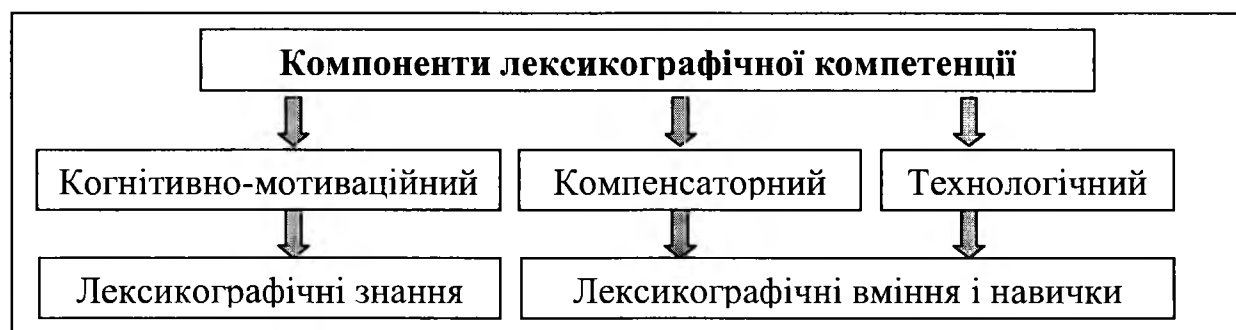 Компоненти лексикографічної компетенції
Когнітивно-мотиваційний
Компенсаторний
Технологічний
Лексикографічні знання
Лексикографічні вміння і навички